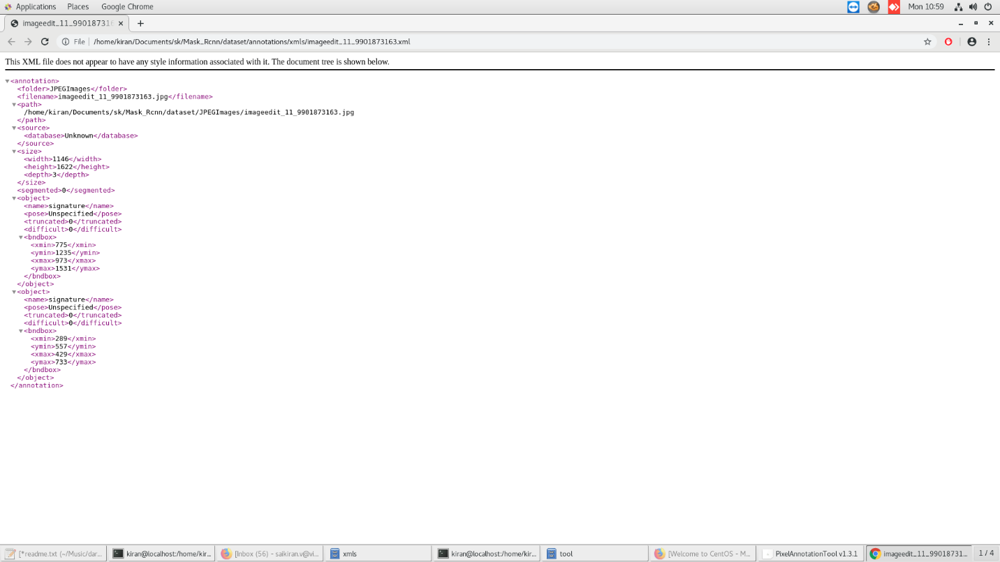 Applications Places Google Chrome Mon 10:59
imageedit_11_990187316
File /home/kiran/Documents/sk/Mask_Rcnn/dataset/annotations/xmls/imageedit_11_9901873163.xml
This XML file does not appear to have any style information associated with it. The document tree is shown below.
<annotation>
<folder>JPEGImages</folder>
<filename>imageedit_11_9901873163.jpg</filename>
<path>
/home/kiran/Documents/sk/Mask_Rcnn/dataset/JPEGImages/imageedit_11_9901873163.jpg
</path>
<source>
<database>Unknown</database>
</source>
<size>
<width>1146</width>
<height>1622</height>
<depth>3</depth>
</size>
<segmented>0</segmented>
<object>
<name>signature</name>
<pose>Unspecified</pose>
<truncated>0</truncated>
<difficult>0</difficult>
<bndbox>
<xmin>775</xmin>
<ymin>1235</ymin>
<xmax>973</xmax>
<ymax>1531</ymax>
</bndbox>
</object>
<object>
<name>signature</name>
<pose>Unspecified</pose>
<truncated>0</truncated>
<difficult>0</difficult>
<bndbox>
<xmin>289</xmin>
<ymin>557</ymin>
<xmax>429</xmax>
<ymax>733</ymax>
</bndbox>
</object>
</annotation>
[*readme.txt (~/Music/dar... kiran@localhost:/home/kir... [Inbox (56) - saikiran.v@vi... xmls kiran@localhost:/home/kir... tool [Welcome to CentOS - M... PixelAnnotationTool v1.3.1 imageedit_11_99018731... 1 / 4